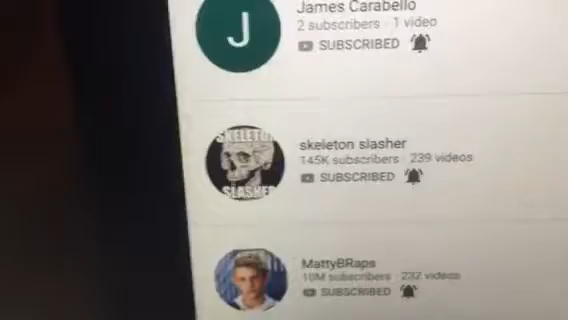 J
James Carabello
2 subscribers · 1 video
SUBSCRIBED
SKELETON
SLASHER
skeleton slasher
145K subscribers · 239 videos
SUBSCRIBED
MattyBRaps
10M subscribers · 232 videos
SUBSCRIBED